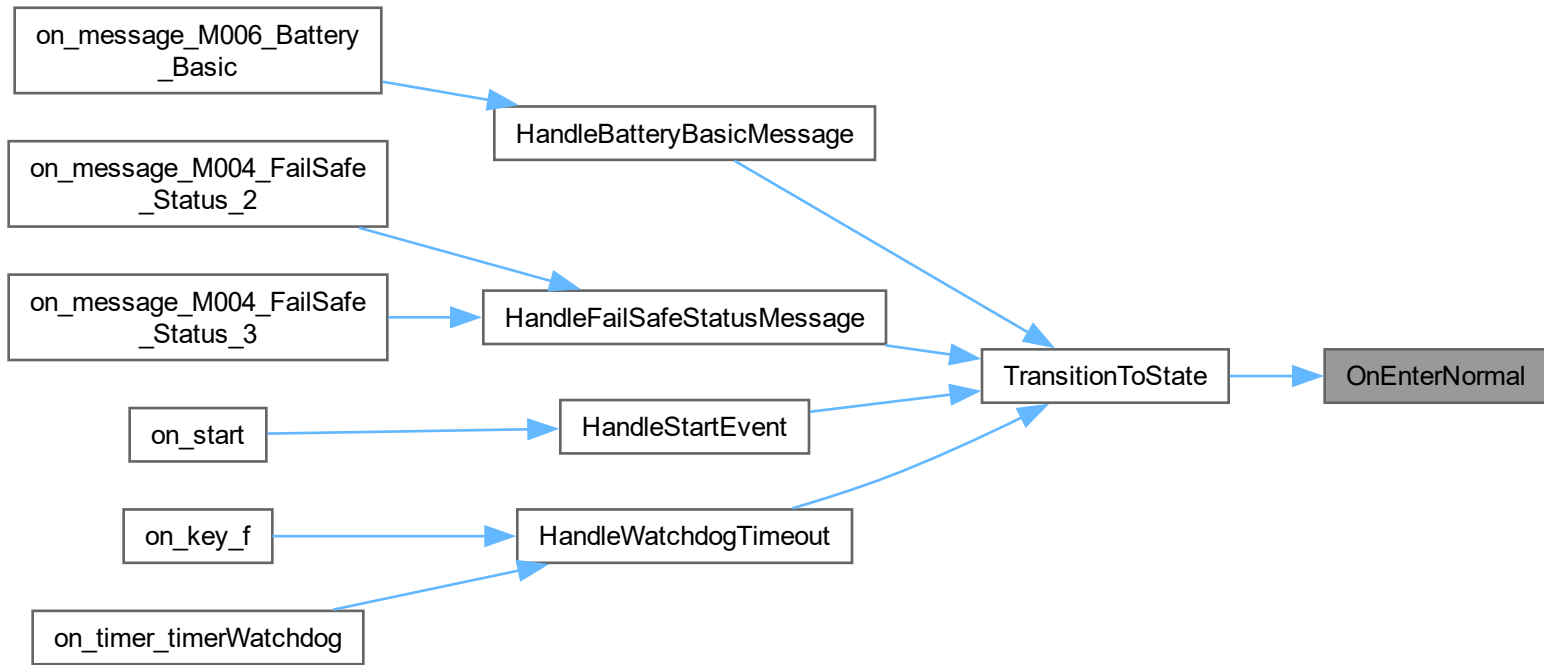 on_message_M006_Battery
_Basic
HandleBatteryBasicMessage
on_message_M004_FailSafe
_Status_2
on_message_M004_FailSafe
_Status_3
HandleFailSafeStatusMessage
TransitionToState
OnEnterNormal
on_start
HandleStartEvent
on_key_f
HandleWatchdogTimeout
on_timer_timerWatchdog